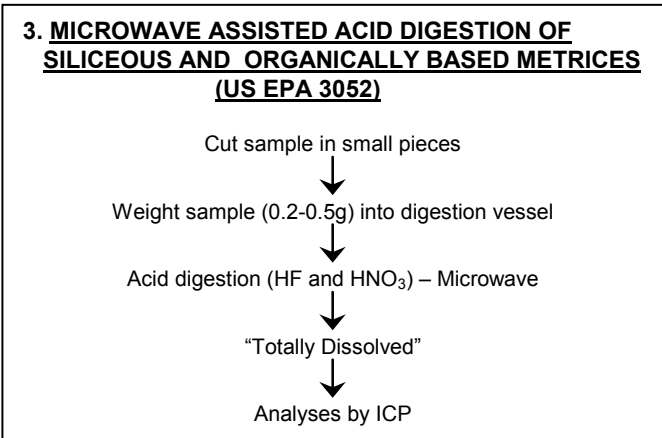 3. MICROWAVE ASSISTED ACID DIGESTION OF
SILICEOUS AND ORGANICALLY BASED METRICES
(US EPA 3052)
Cut sample in small pieces
Weight sample (0.2-0.5g) into digestion vessel
Acid digestion (HF and HNO₃) – Microwave
“Totally Dissolved”
Analyses by ICP